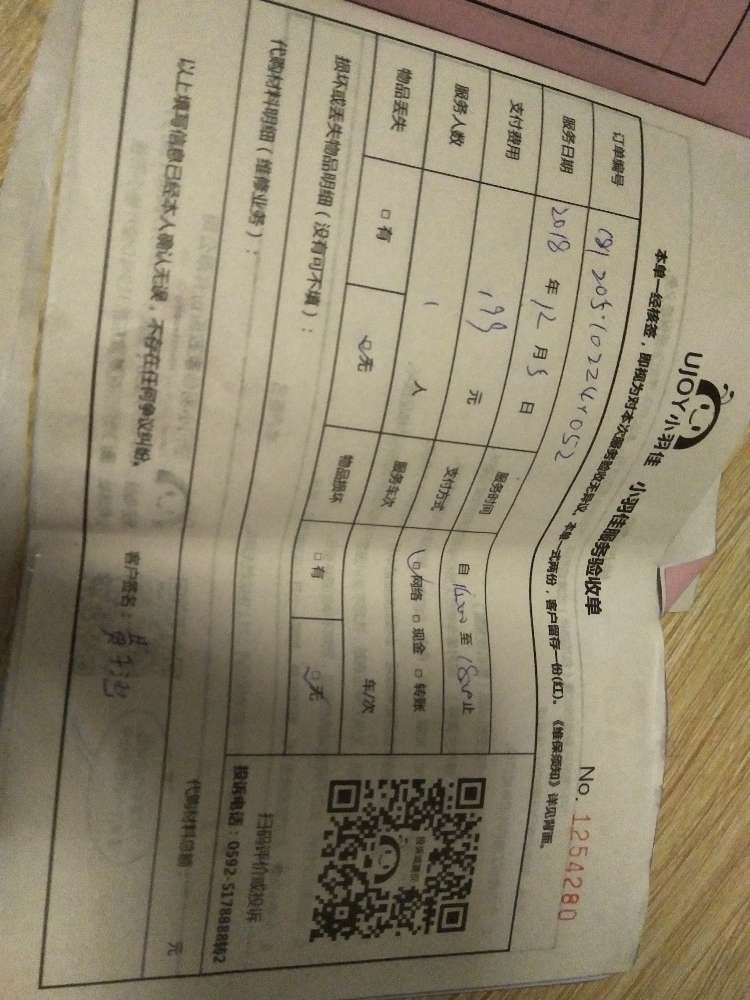 UJOY小羽佳 小羽佳服务验收单
No. 1254280
本单一经核签，即视为对本次服务验收无异议。本单一式两份，客户留存一份(红)。《维保须知》详见背面。
订单编号
服务日期 2018 年 12 月 5 日 服务时间 自 1600 至 1800 止
支付费用 199 元 支付方式 网络 现金 转账
服务人数 1 人 服务车次 车/次
物品丢失 有 无 物品损坏 有 无
损坏或丢失物品明细（没有可不填）：
代购材料明细（维修业务）：
代购材料总额 元
以上填写信息已经本人确认无误，不存在任何争议纠纷。 客户签名：
扫码评价或投诉
投诉电话：0592-5178888转2